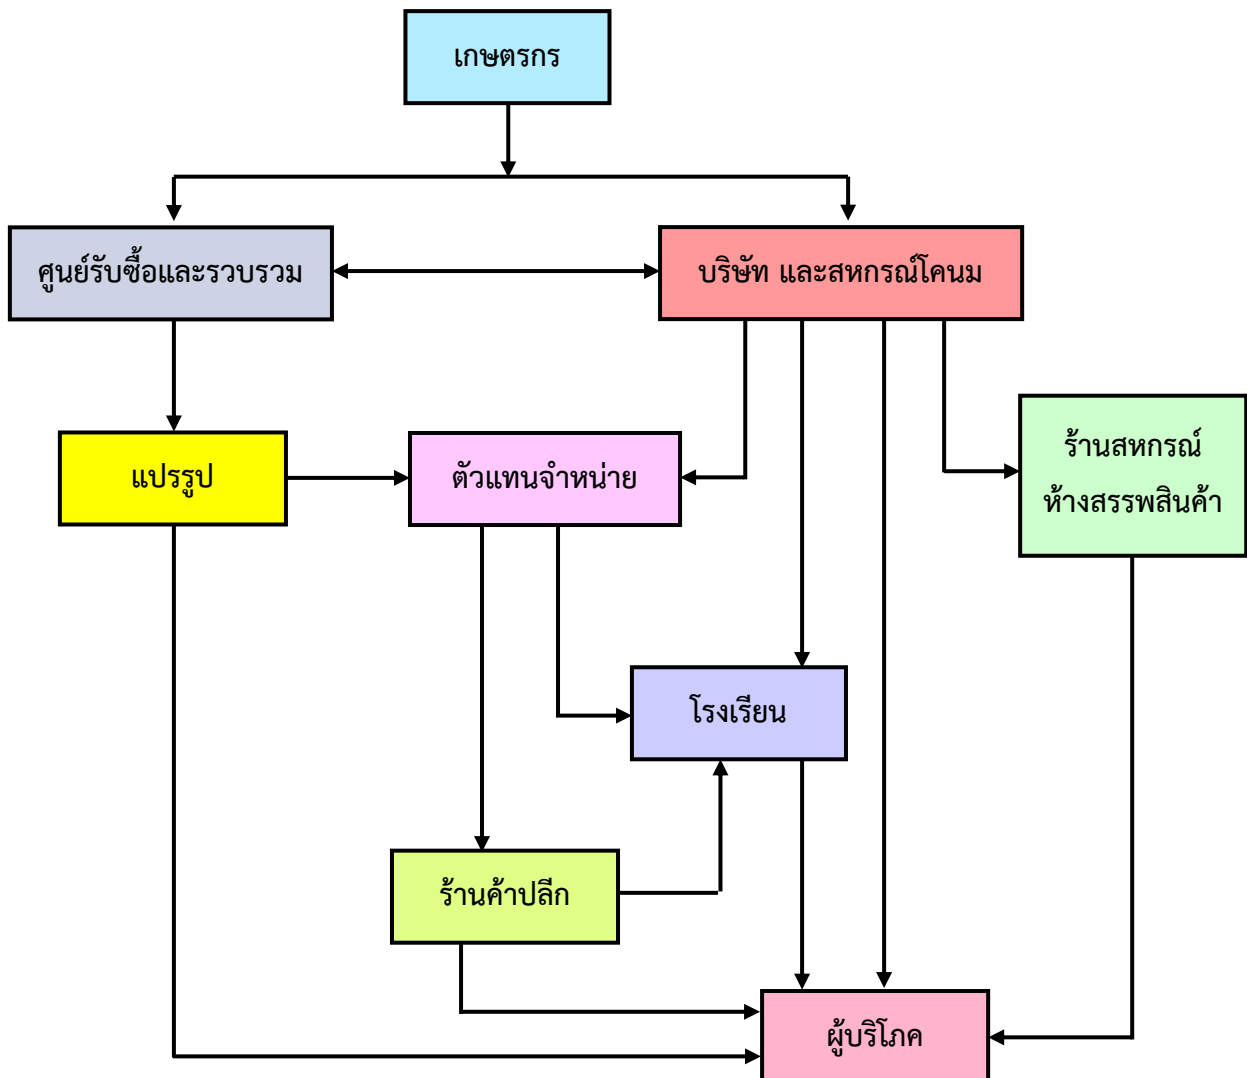 เกษตรกร
ศูนย์รับซื้อและรวบรวม
บริษัท และสหกรณ์โคนม
แปรรูป
ตัวแทนจำหน่าย
ร้านสหกรณ์
ห้างสรรพสินค้า
โรงเรียน
ร้านค้าปลีก
ผู้บริโภค